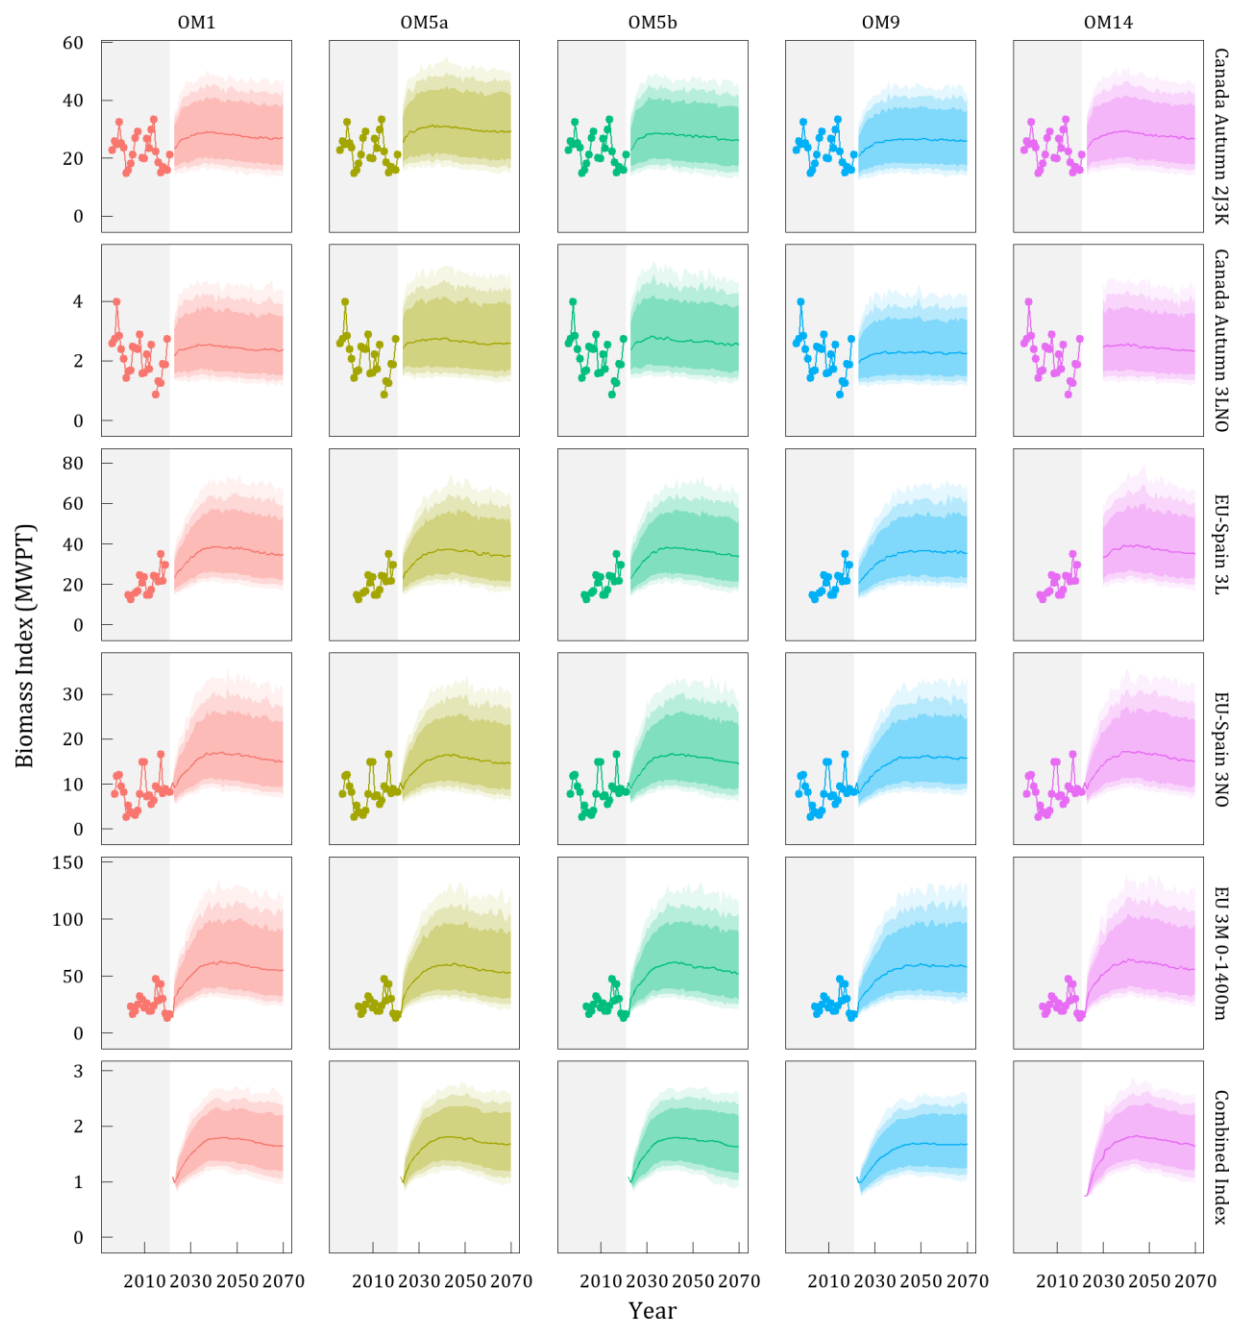 OM1 OM5a OM5b OM9 OM14
60
40
20
0
Canada Autumn 2J3K
4
2
0
Canada Autumn 3LNO
80
60
40
20
0
EU-Spain 3L
30
20
10
0
EU-Spain 3NO
150
100
50
0
EU 3M 0-1400m
3
2
1
0
Combined Index
Biomass Index (MWPT)
2010 2030 2050 2070 2010 2030 2050 2070 2010 2030 2050 2070 2010 2030 2050 2070 2010 2030 2050 2070
Year